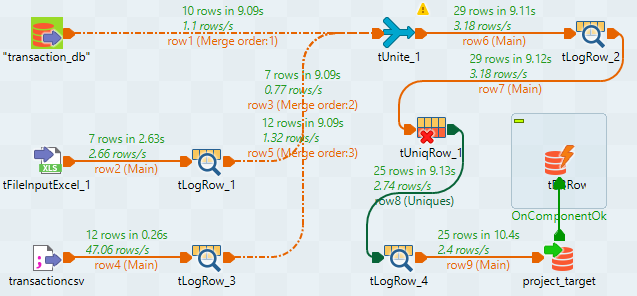 10 rows in 9.09s
1.1 rows/s
row1 (Merge order:1)
"transaction_db"
tUnite_1
29 rows in 9.11s
3.18 rows/s
row6 (Main)
tLogRow_2
29 rows in 9.12s
3.18 rows/s
row7 (Main)
7 rows in 9.09s
0.77 rows/s
row3 (Merge order:2)
12 rows in 9.09s
1.32 rows/s
row5 (Merge order:3)
7 rows in 2.63s
2.66 rows/s
row2 (Main)
XLS
tFileInputExcel_1
tLogRow_1
tUniqRow_1
25 rows in 9.13s
2.74 rows/s
row8 (Uniques)
OnComponentOk
12 rows in 0.26s
47.06 rows/s
row4 (Main)
;
transactioncsv
tLogRow_3
25 rows in 10.4s
2.4 rows/s
row9 (Main)
tLogRow_4
project_target